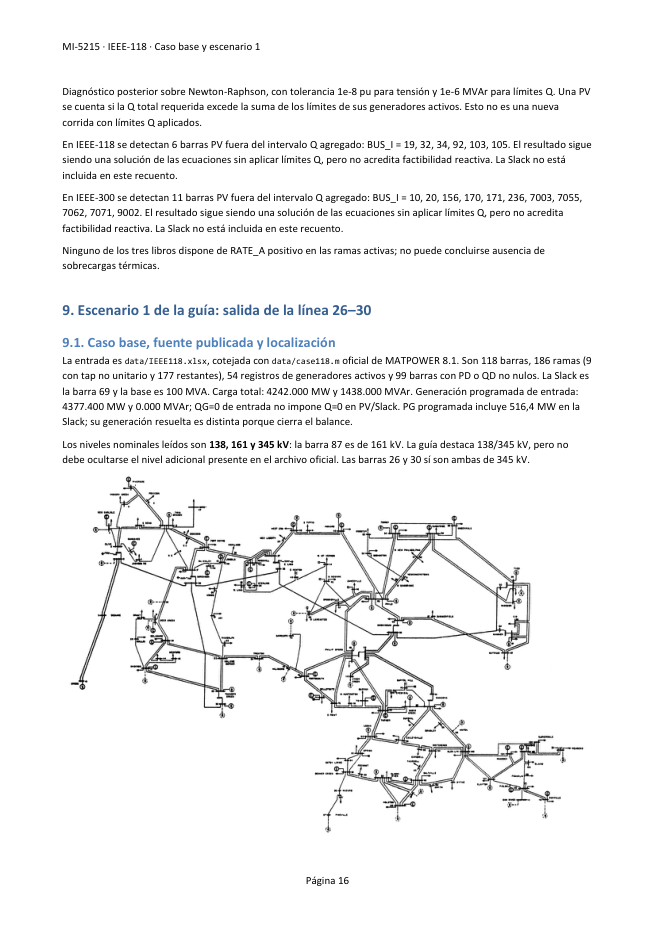 MI-5215 · IEEE-118 · Caso base y escenario 1
Diagnóstico posterior sobre Newton-Raphson, con tolerancia 1e-8 pu para tensión y 1e-6 MVAr para límites Q. Una PV
se cuenta si la Q total requerida excede la suma de los límites de sus generadores activos. Esto no es una nueva
corrida con límites Q aplicados.
En IEEE-118 se detectan 6 barras PV fuera del intervalo Q agregado: BUS_I = 19, 32, 34, 92, 103, 105. El resultado sigue
siendo una solución de las ecuaciones sin aplicar límites Q, pero no acredita factibilidad reactiva. La Slack no está
incluida en este recuento.
En IEEE-300 se detectan 11 barras PV fuera del intervalo Q agregado: BUS_I = 10, 20, 156, 170, 171, 236, 7003, 7055,
7062, 7071, 9002. El resultado sigue siendo una solución de las ecuaciones sin aplicar límites Q, pero no acredita
factibilidad reactiva. La Slack no está incluida en este recuento.
Ninguno de los tres libros dispone de RATE_A positivo en las ramas activas; no puede concluirse ausencia de
sobrecargas térmicas.
9. Escenario 1 de la guía: salida de la línea 26–30
9.1. Caso base, fuente publicada y localización
La entrada es data/IEEE118.xlsx, cotejada con data/case118.m oficial de MATPOWER 8.1. Son 118 barras, 186 ramas (9
con tap no unitario y 177 restantes), 54 registros de generadores activos y 99 barras con PD o QD no nulos. La Slack es
la barra 69 y la base es 100 MVA. Carga total: 4242.000 MW y 1438.000 MVAr. Generación programada de entrada:
4377.400 MW y 0.000 MVAr; QG=0 de entrada no impone Q=0 en PV/Slack. PG programada incluye 516,4 MW en la
Slack; su generación resuelta es distinta porque cierra el balance.
Los niveles nominales leídos son 138, 161 y 345 kV: la barra 87 es de 161 kV. La guía destaca 138/345 kV, pero no
debe ocultarse el nivel adicional presente en el archivo oficial. Las barras 26 y 30 sí son ambas de 345 kV.
Página 16